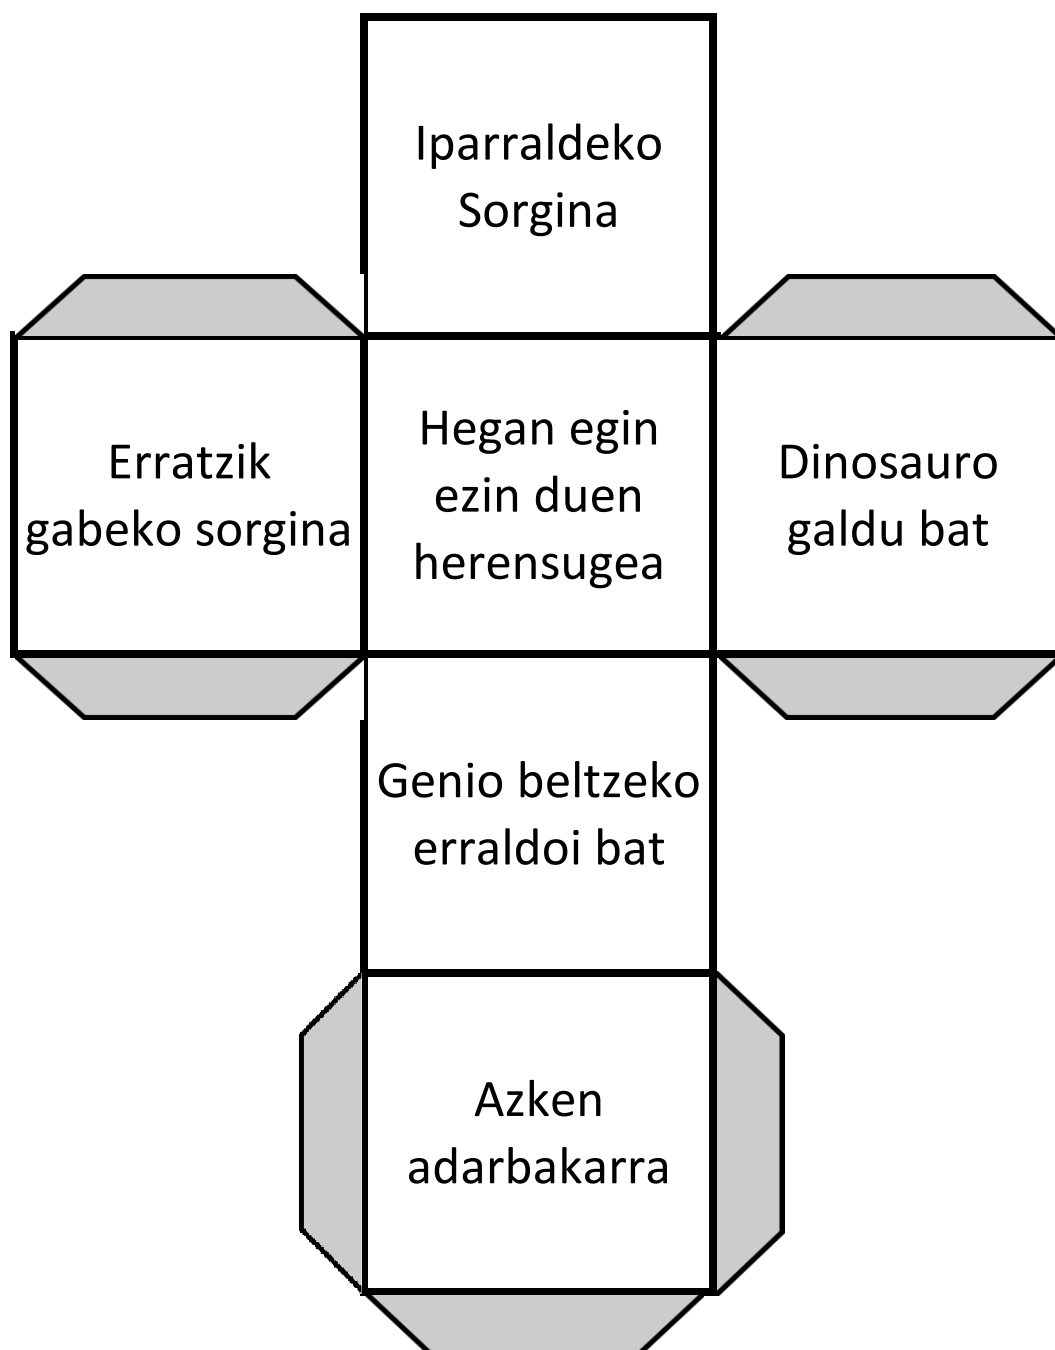 Iparraldeko
Sorgina
Erratzik
gabeko sorgina
Hegan egin
ezin duen
herensugea
Dinosauro
galdu bat
Genio beltzeko
erraldoi bat
Azken
adarbakarra